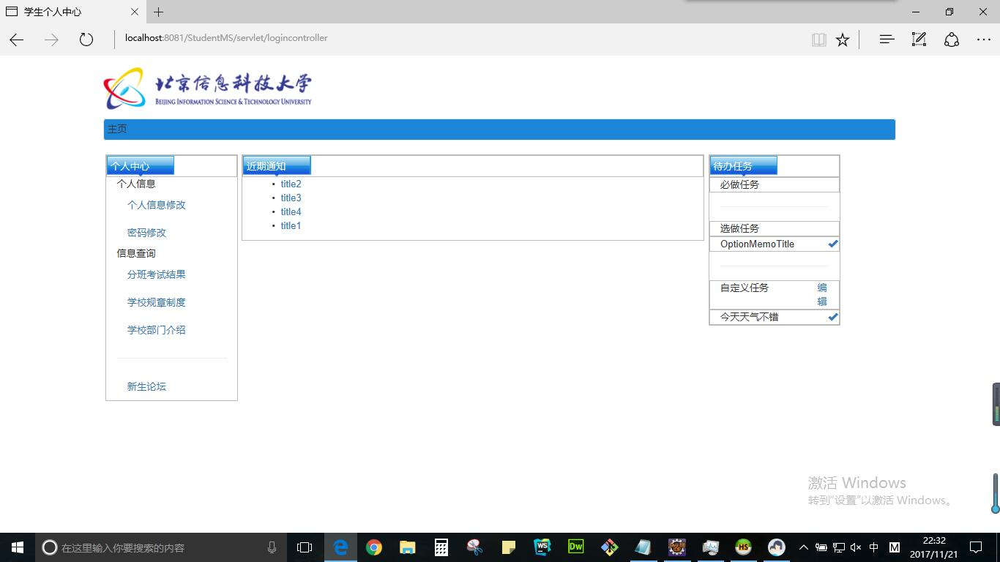 学生个人中心
localhost:8081/StudentMS/servlet/logincontroller
北京信息科技大学
BEIJING INFORMATION SCIENCE & TECHNOLOGY UNIVERSITY
主页
个人中心
个人信息
个人信息修改
密码修改
信息查询
分班考试结果
学校规章制度
学校部门介绍
新生论坛
近期通知
• title2
• title3
• title4
• title1
待办任务
必做任务
选做任务
OptionMemoTitle
自定义任务
编
辑
今天天气不错
激活 Windows
转到"设置"以激活 Windows。
在这里输入你要搜索的内容
WS
Dw
HS
中
M
22:32
2017/11/21